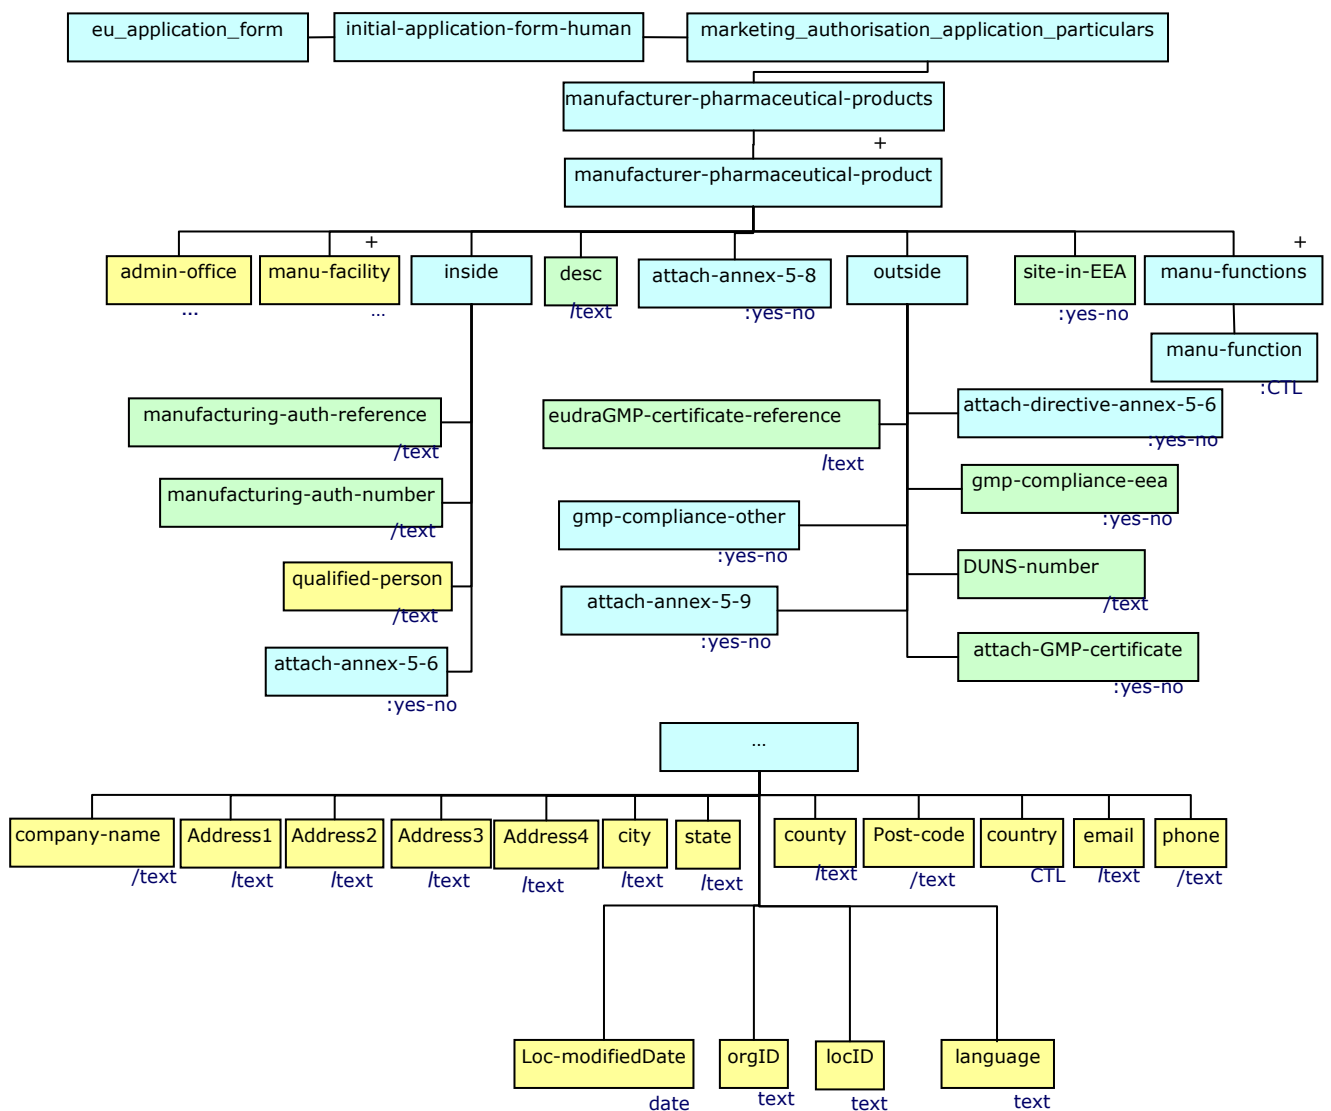 eu_application_form
initial-application-form-human
marketing_authorisation_application_particulars
manufacturer-pharmaceutical-products
+
manufacturer-pharmaceutical-product
+
+
admin-office
...
manu-facility
...
inside
desc
/text
attach-annex-5-8
:yes-no
outside
site-in-EEA
:yes-no
manu-functions
manu-function
:CTL
manufacturing-auth-reference
/text
manufacturing-auth-number
/text
qualified-person
/text
attach-annex-5-6
:yes-no
eudraGMP-certificate-reference
/text
gmp-compliance-other
:yes-no
attach-annex-5-9
:yes-no
attach-directive-annex-5-6
:yes-no
gmp-compliance-eea
:yes-no
DUNS-number
/text
attach-GMP-certificate
:yes-no
...
company-name
/text
Address1
/text
Address2
/text
Address3
/text
Address4
/text
city
/text
state
/text
county
/text
Post-code
/text
country
CTL
email
/text
phone
/text
Loc-modifiedDate
date
orgID
text
locID
text
language
text